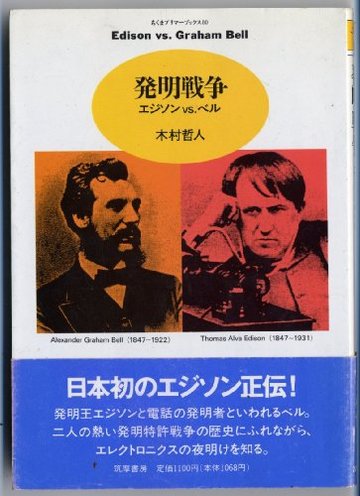 ちくまプリマーブックス80
Edison vs. Graham Bell
発明戦争
エジソンvs.ベル
木村哲人
Alexander Graham Bell (1847~1922)
Thomas Alva Edison (1847~1931)
日本初のエジソン正伝!
発明王エジソンと電話の発明者といわれるベル。
二人の熱い発明特許戦争の歴史にふれながら、
エレクトロニクスの夜明けを知る。
筑摩書房 定価1100円(本体1068円)